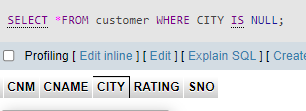 SELECT *FROM customer WHERE CITY IS NULL;
Profiling [ Edit inline ] [ Edit ] [ Explain SQL ] [ Create
CNM CNAME CITY RATING SNO